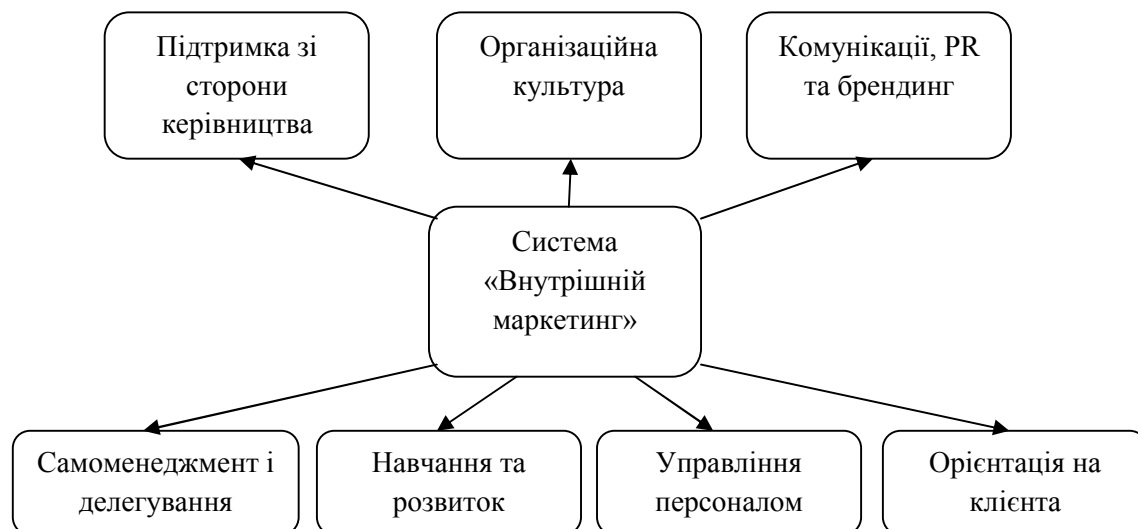 Підтримка зі
сторони
керівництва
Організаційна
культура
Комунікації, PR
та брендинг
Система
«Внутрішній
маркетинг»
Самоменеджмент і
делегування
Навчання та
розвиток
Управління
персоналом
Орієнтація на
клієнта